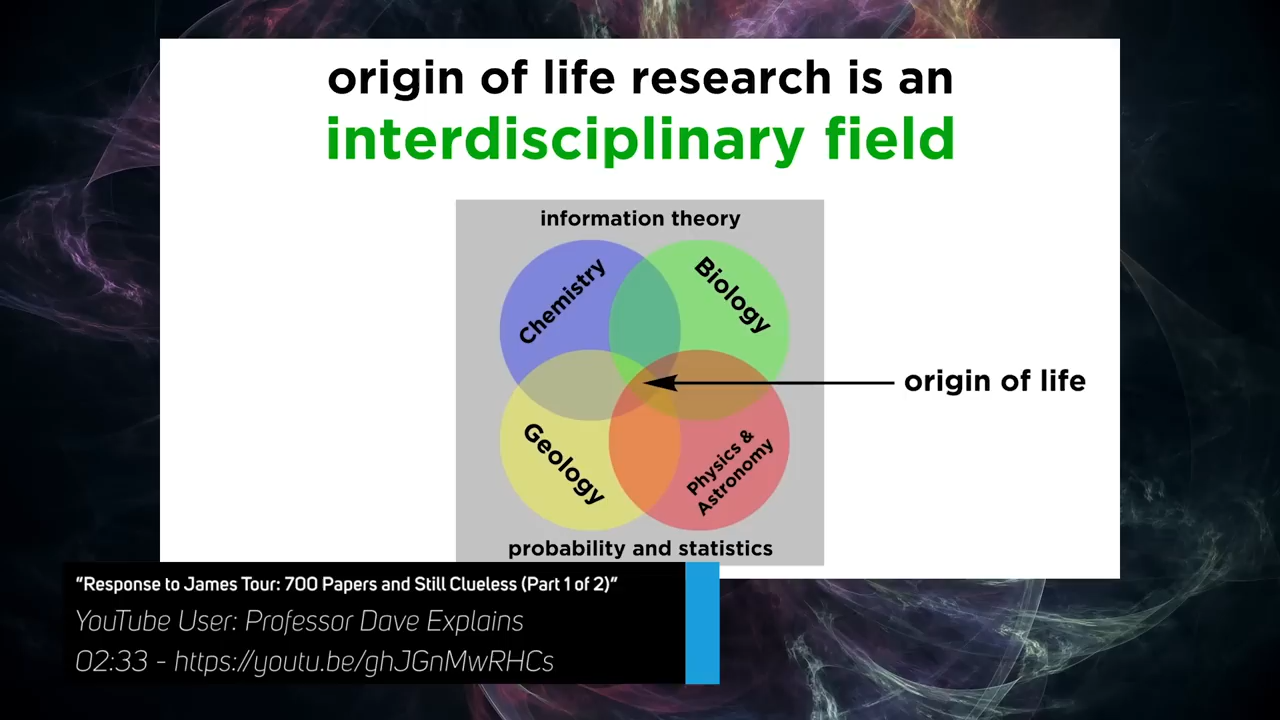 origin of life research is an
interdisciplinary field
information theory
Chemistry
Biology
origin of life
Geology
Physics &
Astronomy
probability and statistics
"Response to James Tour: 700 Papers and Still Clueless (Part 1 of 2)"
YouTube User: Professor Dave Explains
02:33 - https://youtu.be/ghJGnMwRHCs